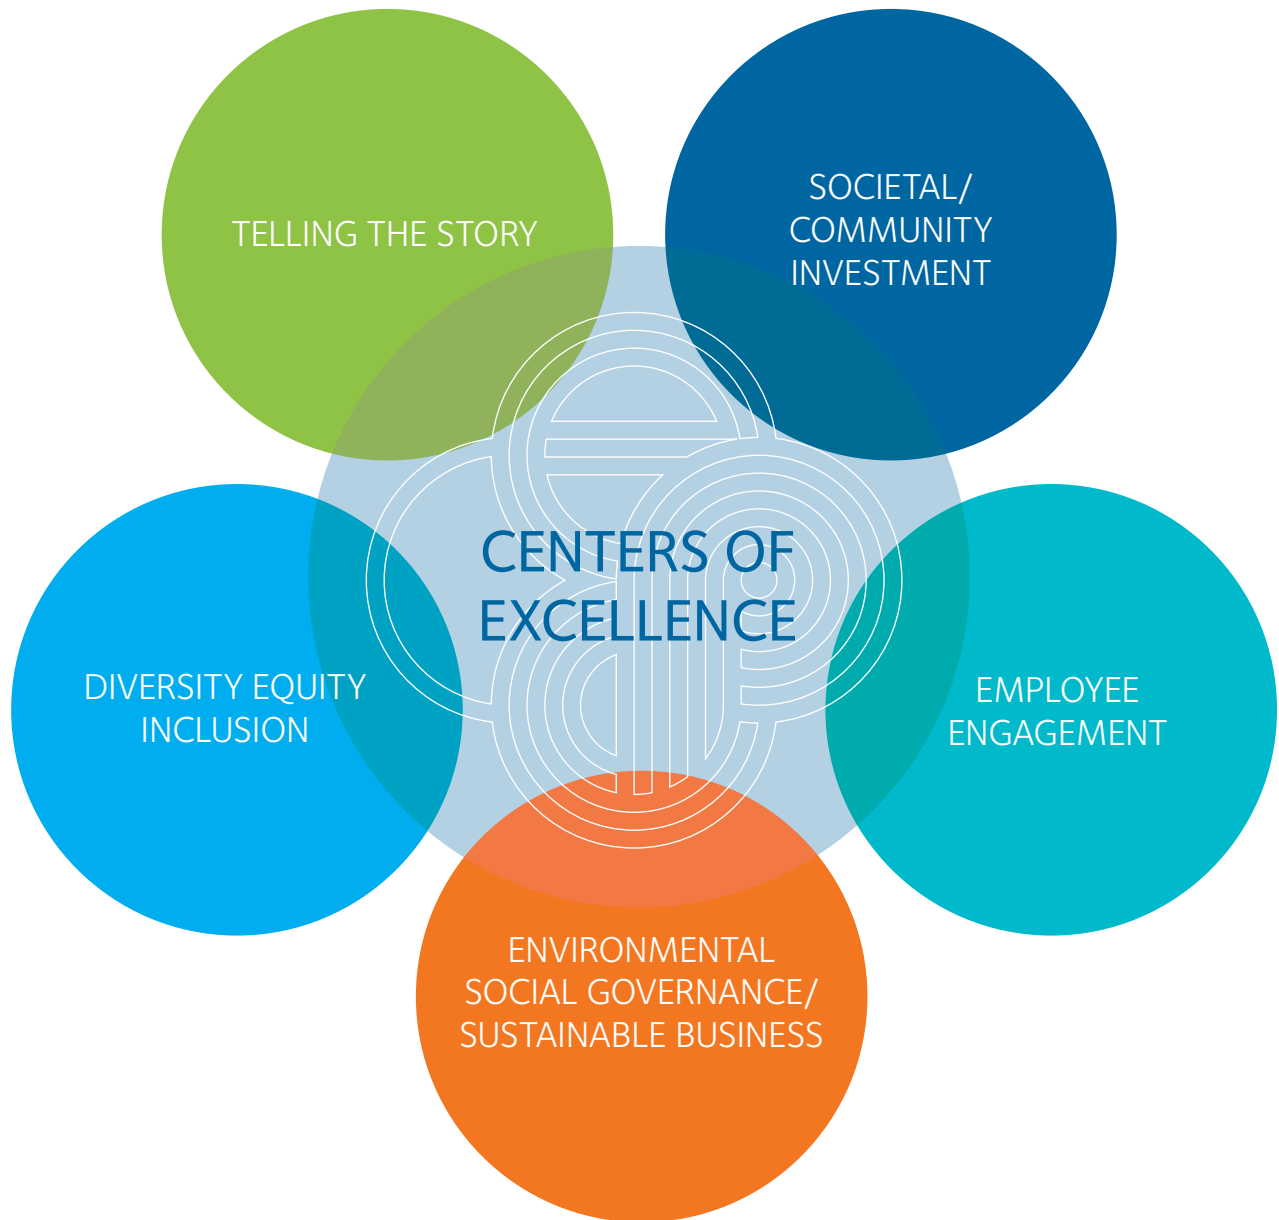 TELLING THE STORY
SOCIETAL/
COMMUNITY
INVESTMENT
CENTERS OF
EXCELLENCE
DIVERSITY EQUITY
INCLUSION
EMPLOYEE
ENGAGEMENT
ENVIRONMENTAL
SOCIAL GOVERNANCE/
SUSTAINABLE BUSINESS